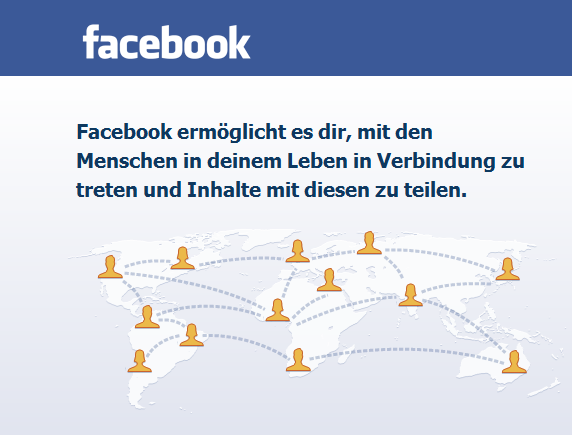 facebook
Facebook ermöglicht es dir, mit den
Menschen in deinem Leben in Verbindung zu
treten und Inhalte mit diesen zu teilen.